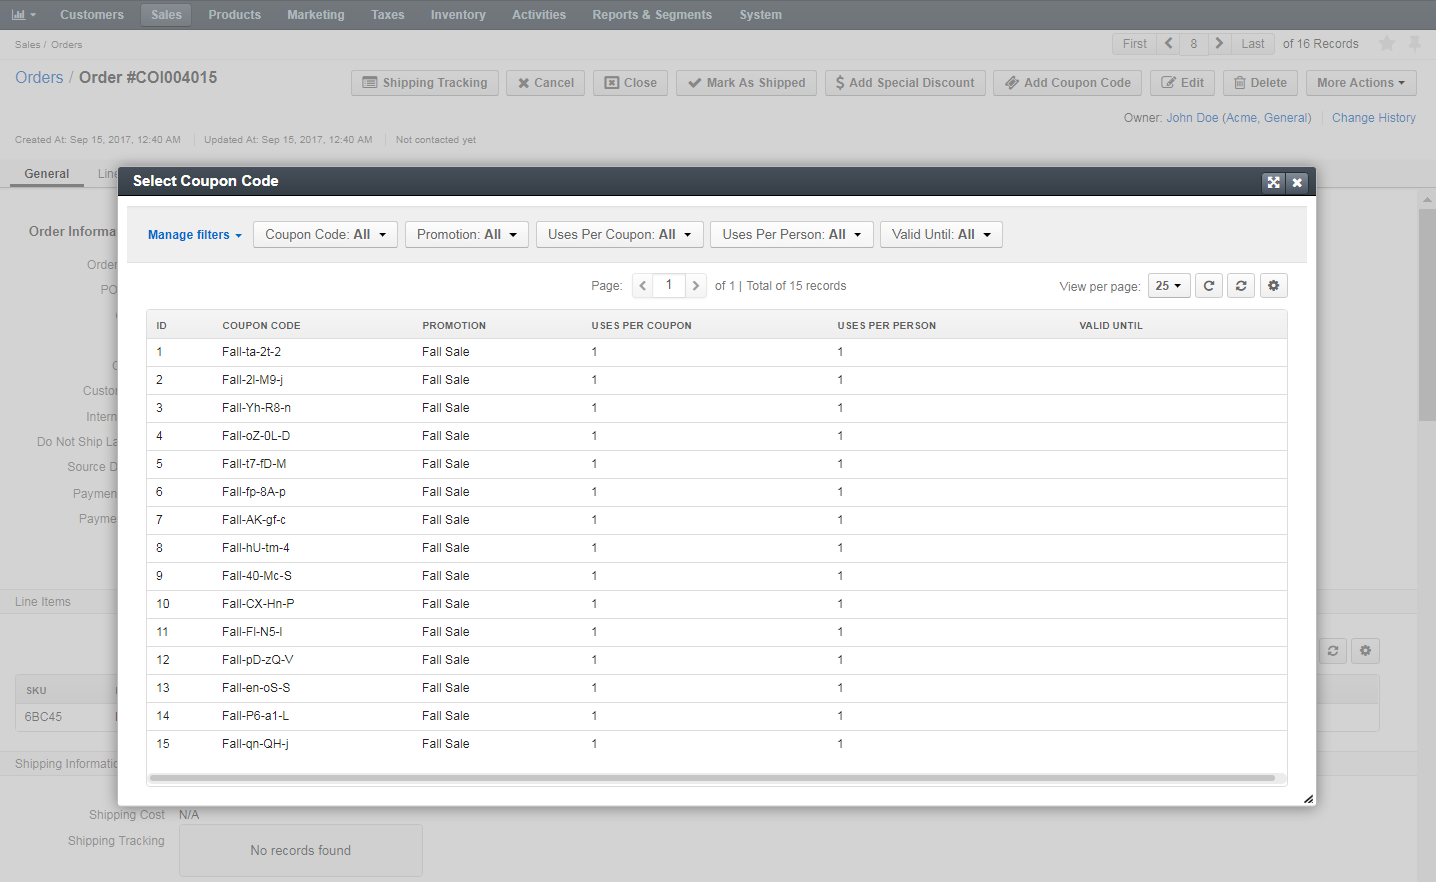 Customers Sales Products Marketing Taxes Inventory Activities Reports & Segments System
Sales / Orders
First 8 Last of 16 Records
Orders / Order #COI004015
Shipping Tracking Cancel Close Mark As Shipped $ Add Special Discount Add Coupon Code Edit Delete More Actions
Owner: John Doe (Acme, General) Change History
Created At: Sep 15, 2017, 12:40 AM Updated At: Sep 15, 2017, 12:40 AM Not contacted yet
General Line
Select Coupon Code
Manage filters Coupon Code: All Promotion: All Uses Per Coupon: All Uses Per Person: All Valid Until: All
Page: 1 of 1 | Total of 15 records View per page: 25
ID COUPON CODE PROMOTION USES PER COUPON USES PER PERSON VALID UNTIL
1 Fall-ta-2t-2 Fall Sale 1 1
2 Fall-2l-M9-j Fall Sale 1 1
3 Fall-Yh-R8-n Fall Sale 1 1
4 Fall-oZ-0L-D Fall Sale 1 1
5 Fall-t7-fD-M Fall Sale 1 1
6 Fall-fp-8A-p Fall Sale 1 1
7 Fall-AK-gf-c Fall Sale 1 1
8 Fall-hU-tm-4 Fall Sale 1 1
9 Fall-40-Mc-S Fall Sale 1 1
10 Fall-CX-Hn-P Fall Sale 1 1
11 Fall-FI-N5-I Fall Sale 1 1
12 Fall-pD-zQ-V Fall Sale 1 1
13 Fall-en-oS-S Fall Sale 1 1
14 Fall-P6-a1-L Fall Sale 1 1
15 Fall-qn-QH-j Fall Sale 1 1
Order Informa
Order
PO
Custo
Intern
Do Not Ship La
Source D
Payment
Payme
Line Items
SKU
6BC45
Shipping Informatio
Shipping Cost N/A
Shipping Tracking
No records found